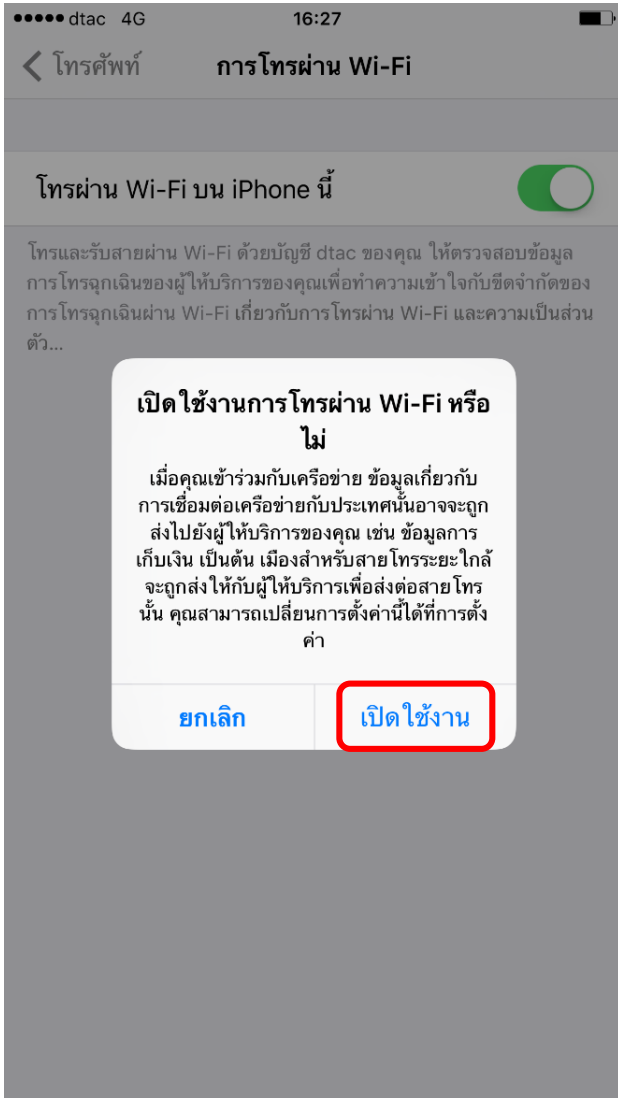 dtac 4G 16:27
โทรศัพท์ การโทรผ่าน Wi-Fi
โทรผ่าน Wi-Fi บน iPhone นี้
โทรและรับสายผ่าน Wi-Fi ด้วยบัญชี dtac ของคุณ ให้ตรวจสอบข้อมูล
การโทรฉุกเฉินของผู้ให้บริการของคุณเพื่อทำความเข้าใจกับขีดจำกัดของ
การโทรฉุกเฉินผ่าน Wi-Fi เกี่ยวกับการโทรผ่าน Wi-Fi และความเป็นส่วน
ตัว...
เปิดใช้งานการโทรผ่าน Wi-Fi หรือ
ไม่
เมื่อคุณเข้าร่วมกับเครือข่าย ข้อมูลเกี่ยวกับ
การเชื่อมต่อเครือข่ายกับประเทศนั้นอาจจะถูก
ส่งไปยังผู้ให้บริการของคุณ เช่น ข้อมูลการ
เก็บเงิน เป็นต้น เมืองสำหรับสายโทรระยะใกล้
จะถูกส่งให้กับผู้ให้บริการเพื่อส่งต่อสายโทร
นั้น คุณสามารถเปลี่ยนการตั้งค่านี้ได้ที่การตั้ง
ค่า
ยกเลิก เปิดใช้งาน